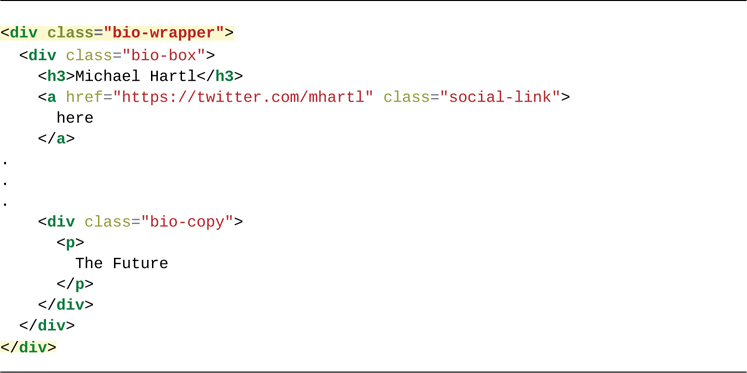 <div class="bio-wrapper">
  <div class="bio-box">
    <h3>Michael Hartl</h3>
    <a href="https://twitter.com/mhartl" class="social-link">
      here
    </a>
.
.
.
    <div class="bio-copy">
      <p>
        The Future
      </p>
    </div>
  </div>
</div>